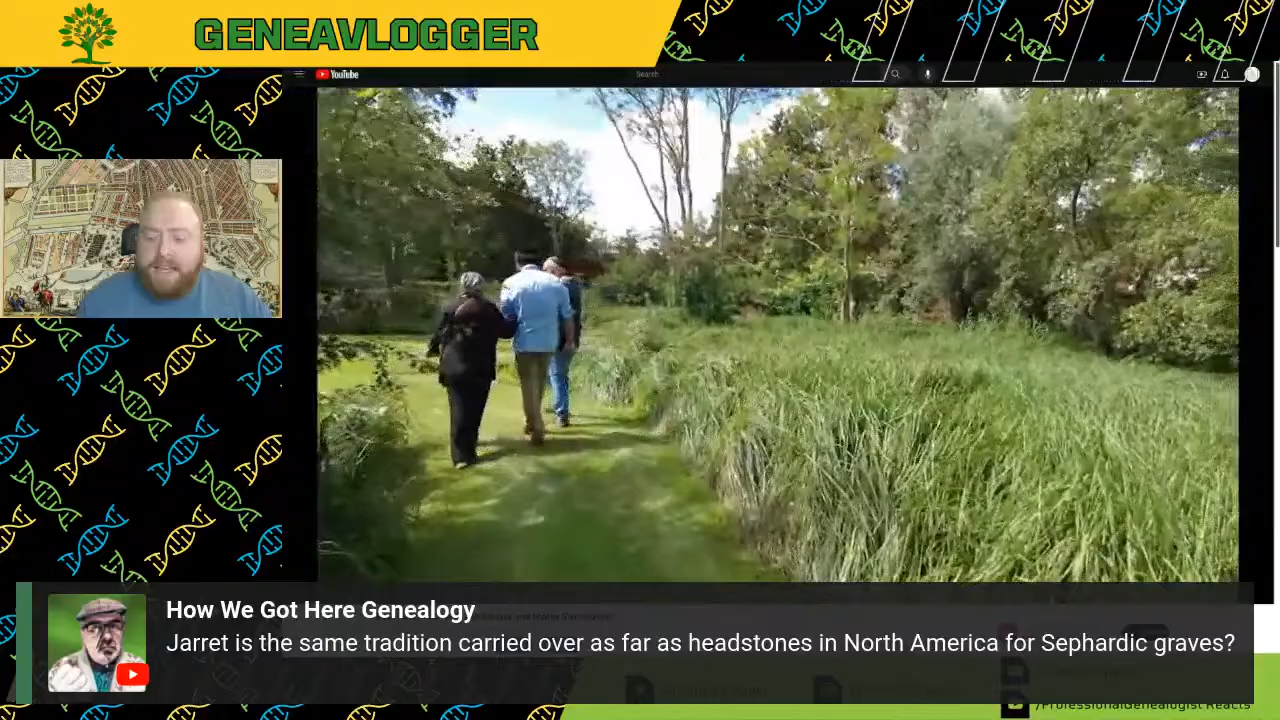 GENEAVLOGGER
YouTube
Search
How We Got Here Genealogy
Jarret is the same tradition carried over as far as headstones in North America for Sephardic graves?
/ProfessionalGenealogist Reacts